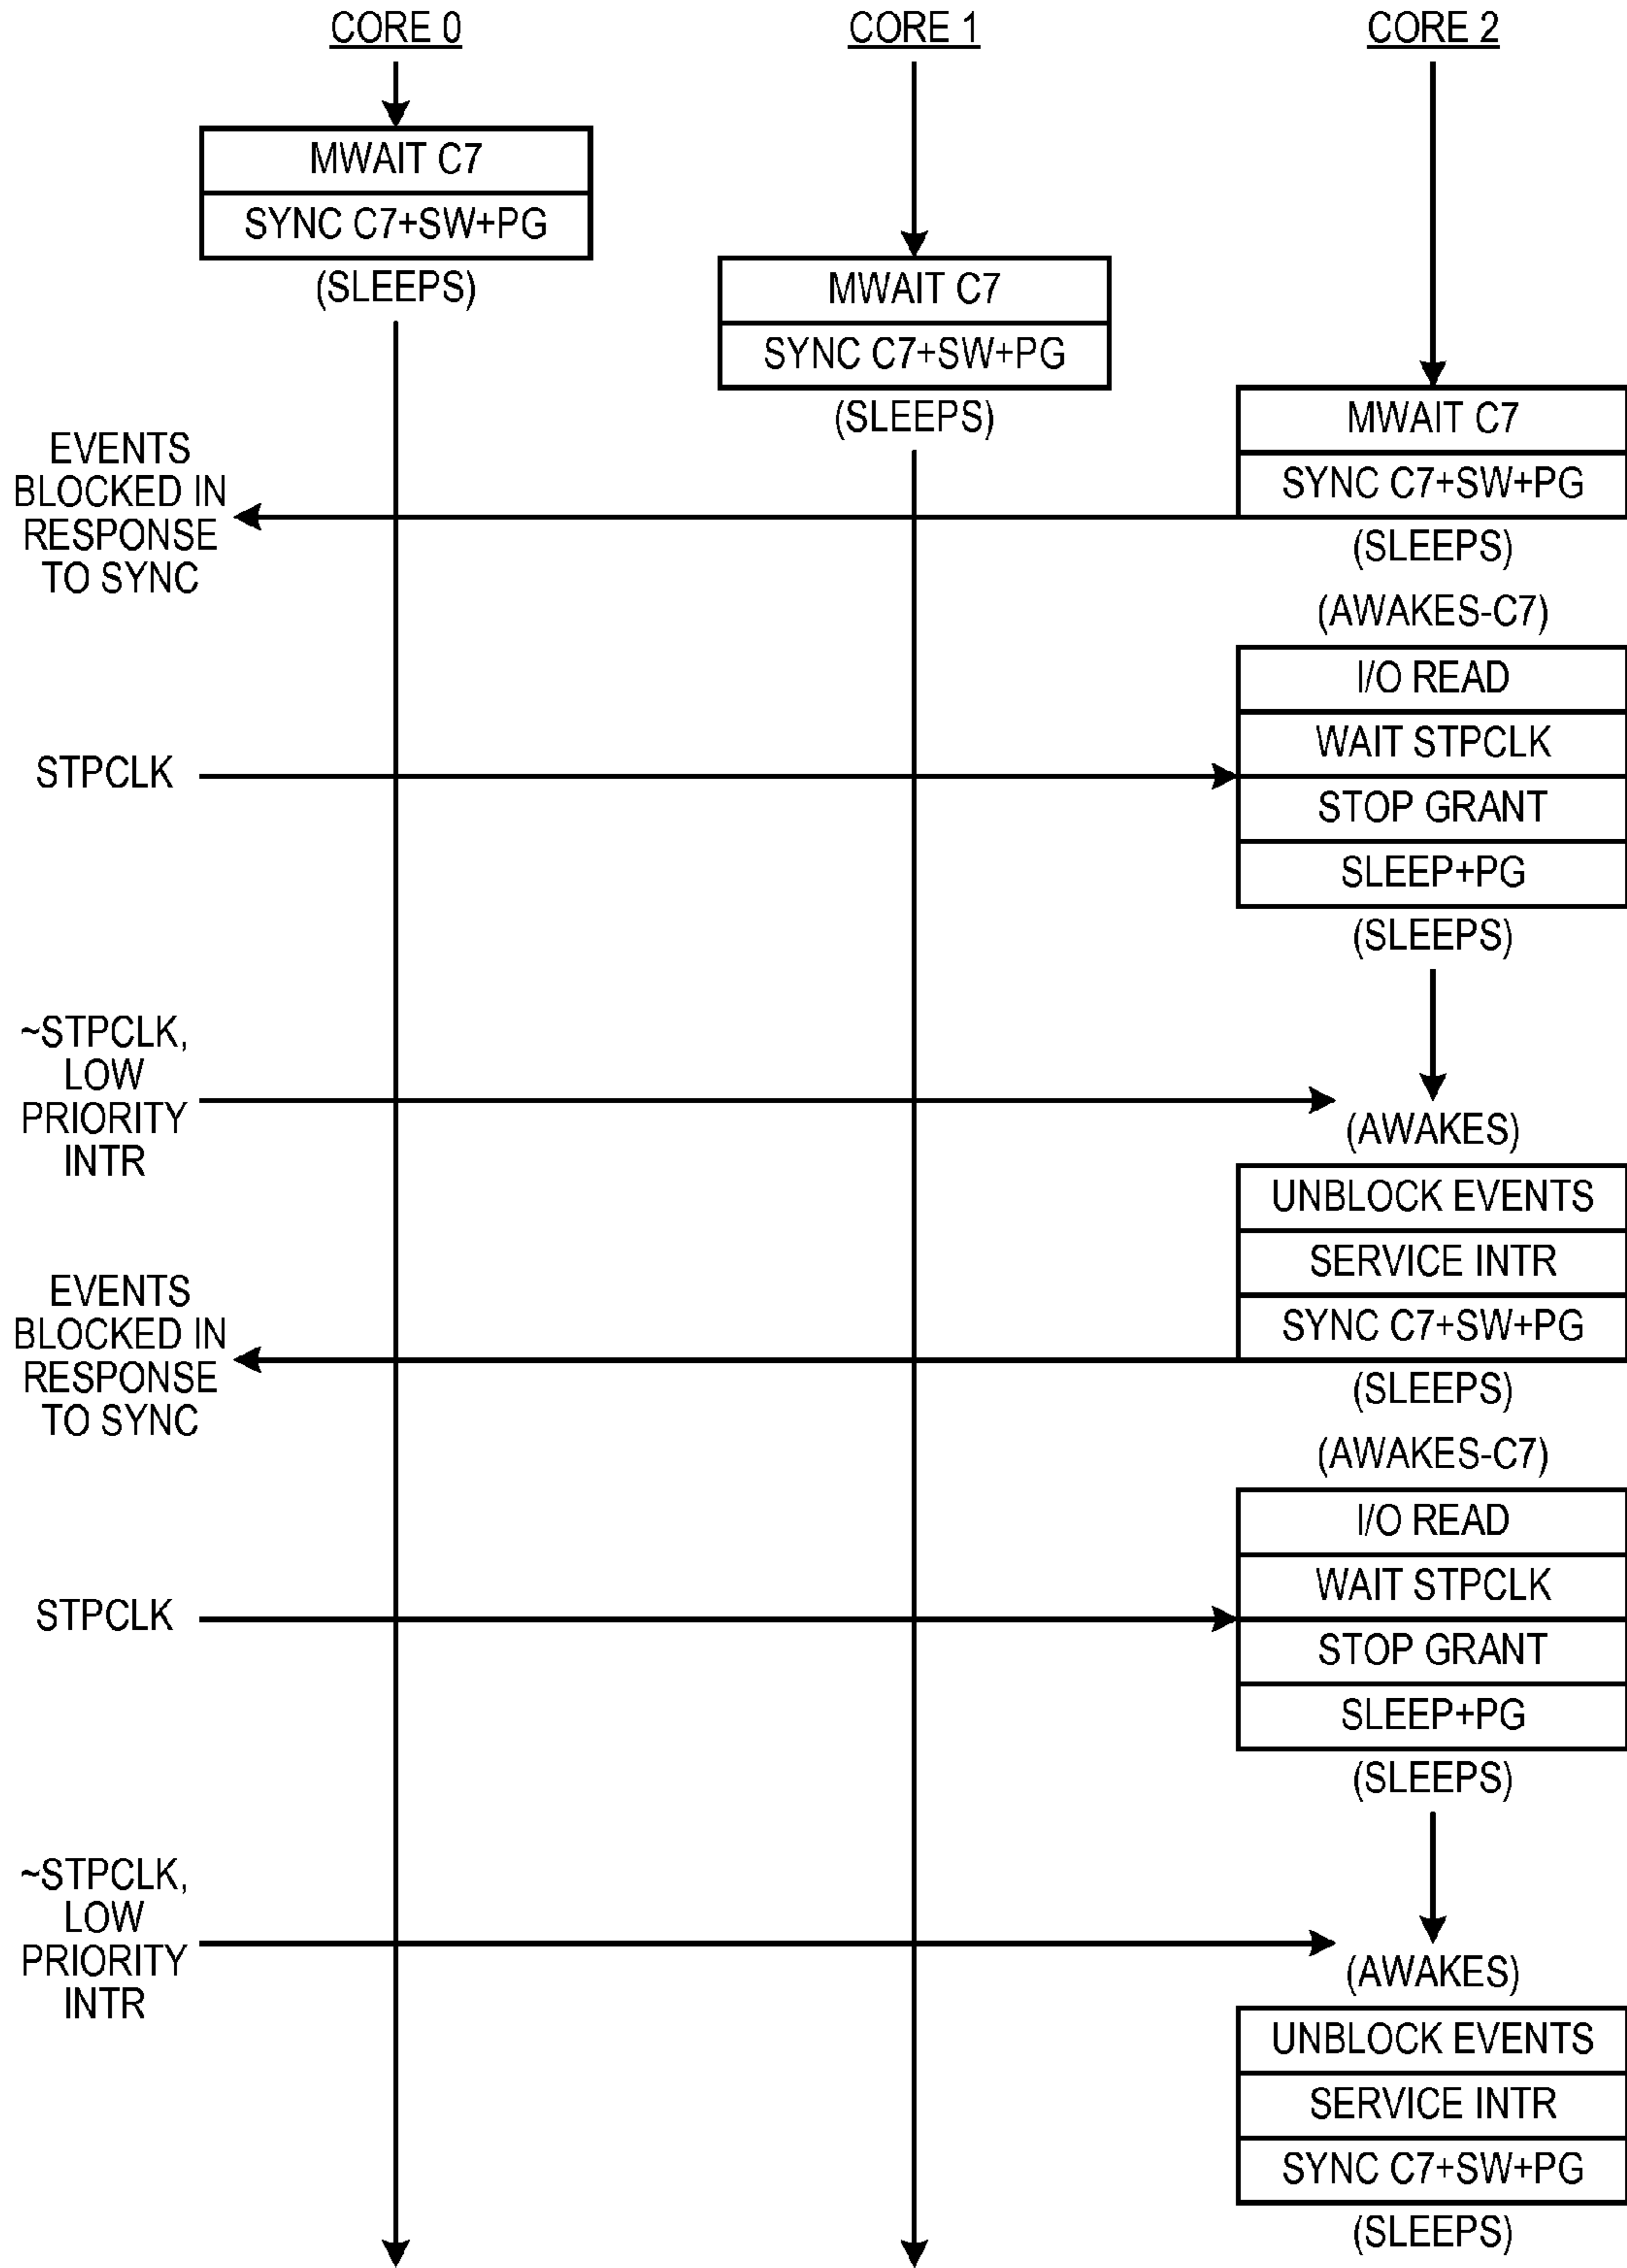 CORE 0
CORE 1
CORE 2
MWAIT C7
SYNC C7+SW+PG
(SLEEPS)
MWAIT C7
SYNC C7+SW+PG
(SLEEPS)
MWAIT C7
SYNC C7+SW+PG
(SLEEPS)
EVENTS
BLOCKED IN
RESPONSE
TO SYNC
(AWAKES-C7)
I/O READ
WAIT STPCLK
STOP GRANT
SLEEP+PG
(SLEEPS)
STPCLK
~STPCLK,
LOW
PRIORITY
INTR
(AWAKES)
UNBLOCK EVENTS
SERVICE INTR
SYNC C7+SW+PG
(SLEEPS)
EVENTS
BLOCKED IN
RESPONSE
TO SYNC
(AWAKES-C7)
I/O READ
WAIT STPCLK
STOP GRANT
SLEEP+PG
(SLEEPS)
STPCLK
~STPCLK,
LOW
PRIORITY
INTR
(AWAKES)
UNBLOCK EVENTS
SERVICE INTR
SYNC C7+SW+PG
(SLEEPS)